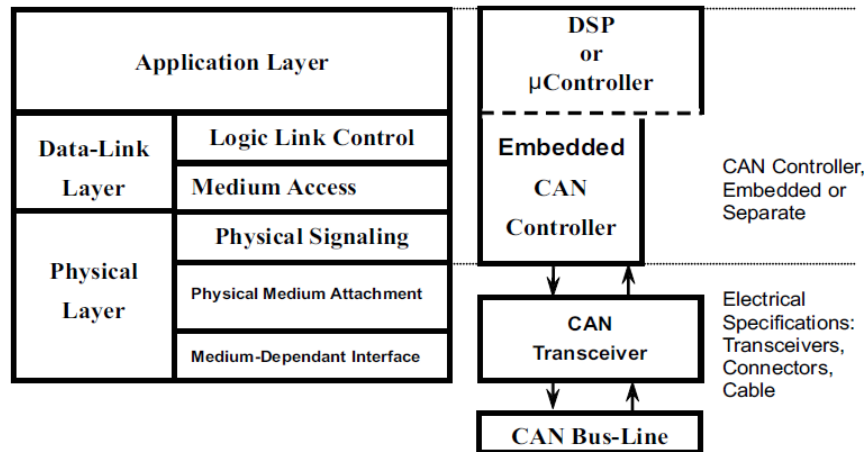 Application Layer
Data-Link
Layer
Logic Link Control
Medium Access
Physical
Layer
Physical Signaling
Physical Medium Attachment
Medium-Dependant Interface
DSP
or
μController
Embedded
CAN
Controller
CAN
Transceiver
CAN Bus-Line
CAN Controller,
Embedded or
Separate
Electrical
Specifications:
Transceivers,
Connectors,
Cable